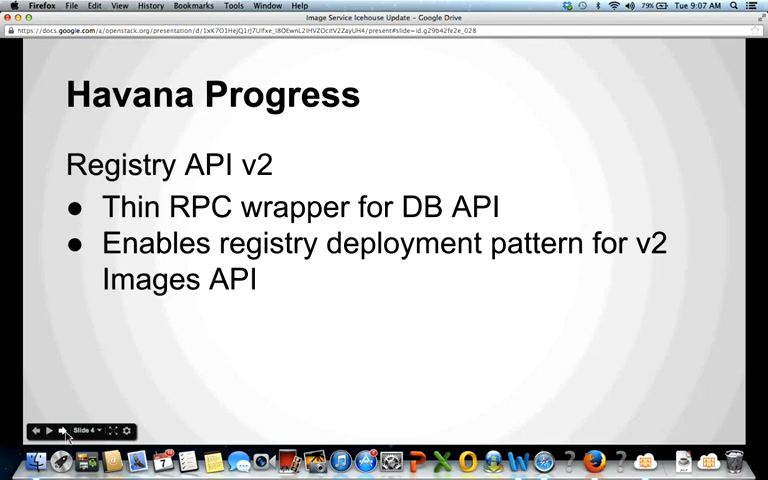 Firefox File Edit View History Bookmarks Tools Window Help 79% Tue 9:07 AM
Image Service Icehouse Update - Google Drive
Havana Progress
Registry API v2
● Thin RPC wrapper for DB API
● Enables registry deployment pattern for v2
Images API
Slide 4